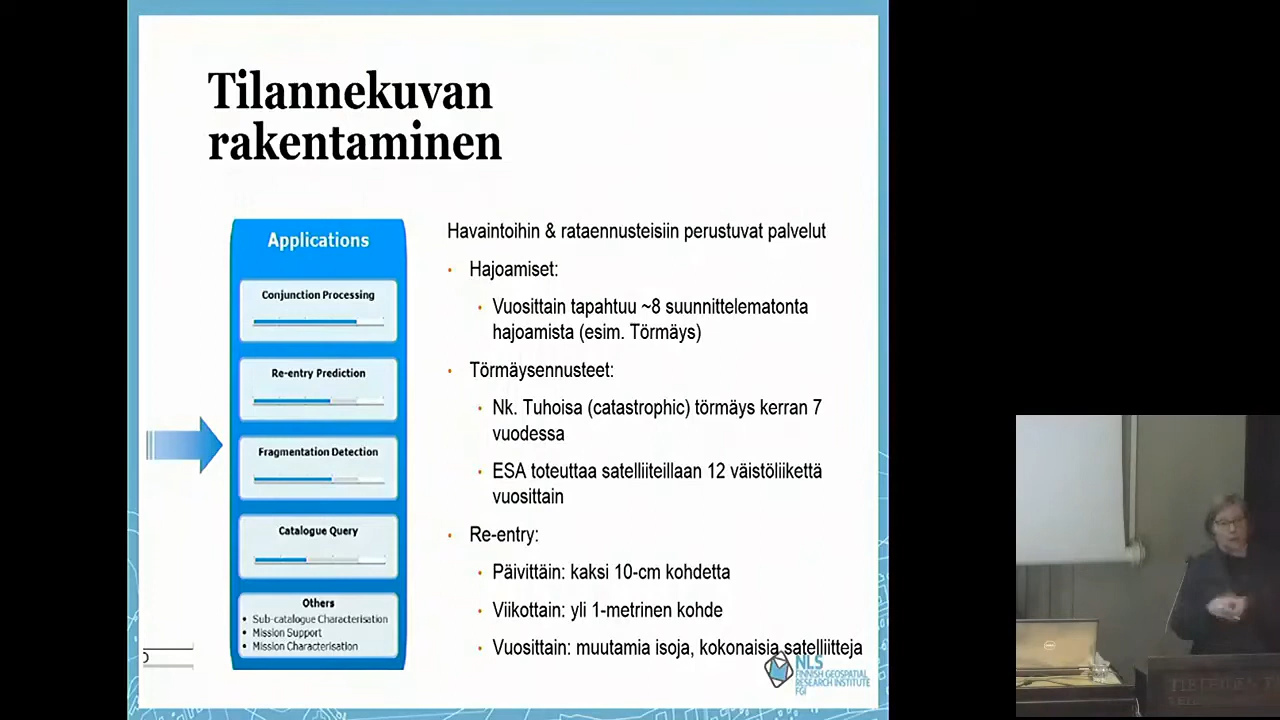 Tilannekuvan
rakentaminen
Applications
Conjunction Processing
Re-entry Prediction
Fragmentation Detection
Catalogue Query
Others
• Sub-catalogue Characterisation
• Mission Support
• Mission Characterisation
Havaintoihin & rataennusteisiin perustuvat palvelut
• Hajoamiset:
• Vuosittain tapahtuu ~8 suunnittelematonta
hajoamista (esim. Törmäys)
• Törmäysennusteet:
• Nk. Tuhoisa (catastrophic) törmäys kerran 7
vuodessa
• ESA toteuttaa satelliiteillaan 12 väistöliikettä
vuosittain
• Re-entry:
• Päivittäin: kaksi 10-cm kohdetta
• Viikottain: yli 1-metrinen kohde
• Vuosittain: muutamia isoja, kokonaisia satelliitteja
NLS
FINNISH GEOSPATIAL
RESEARCH INSTITUTE
FGI